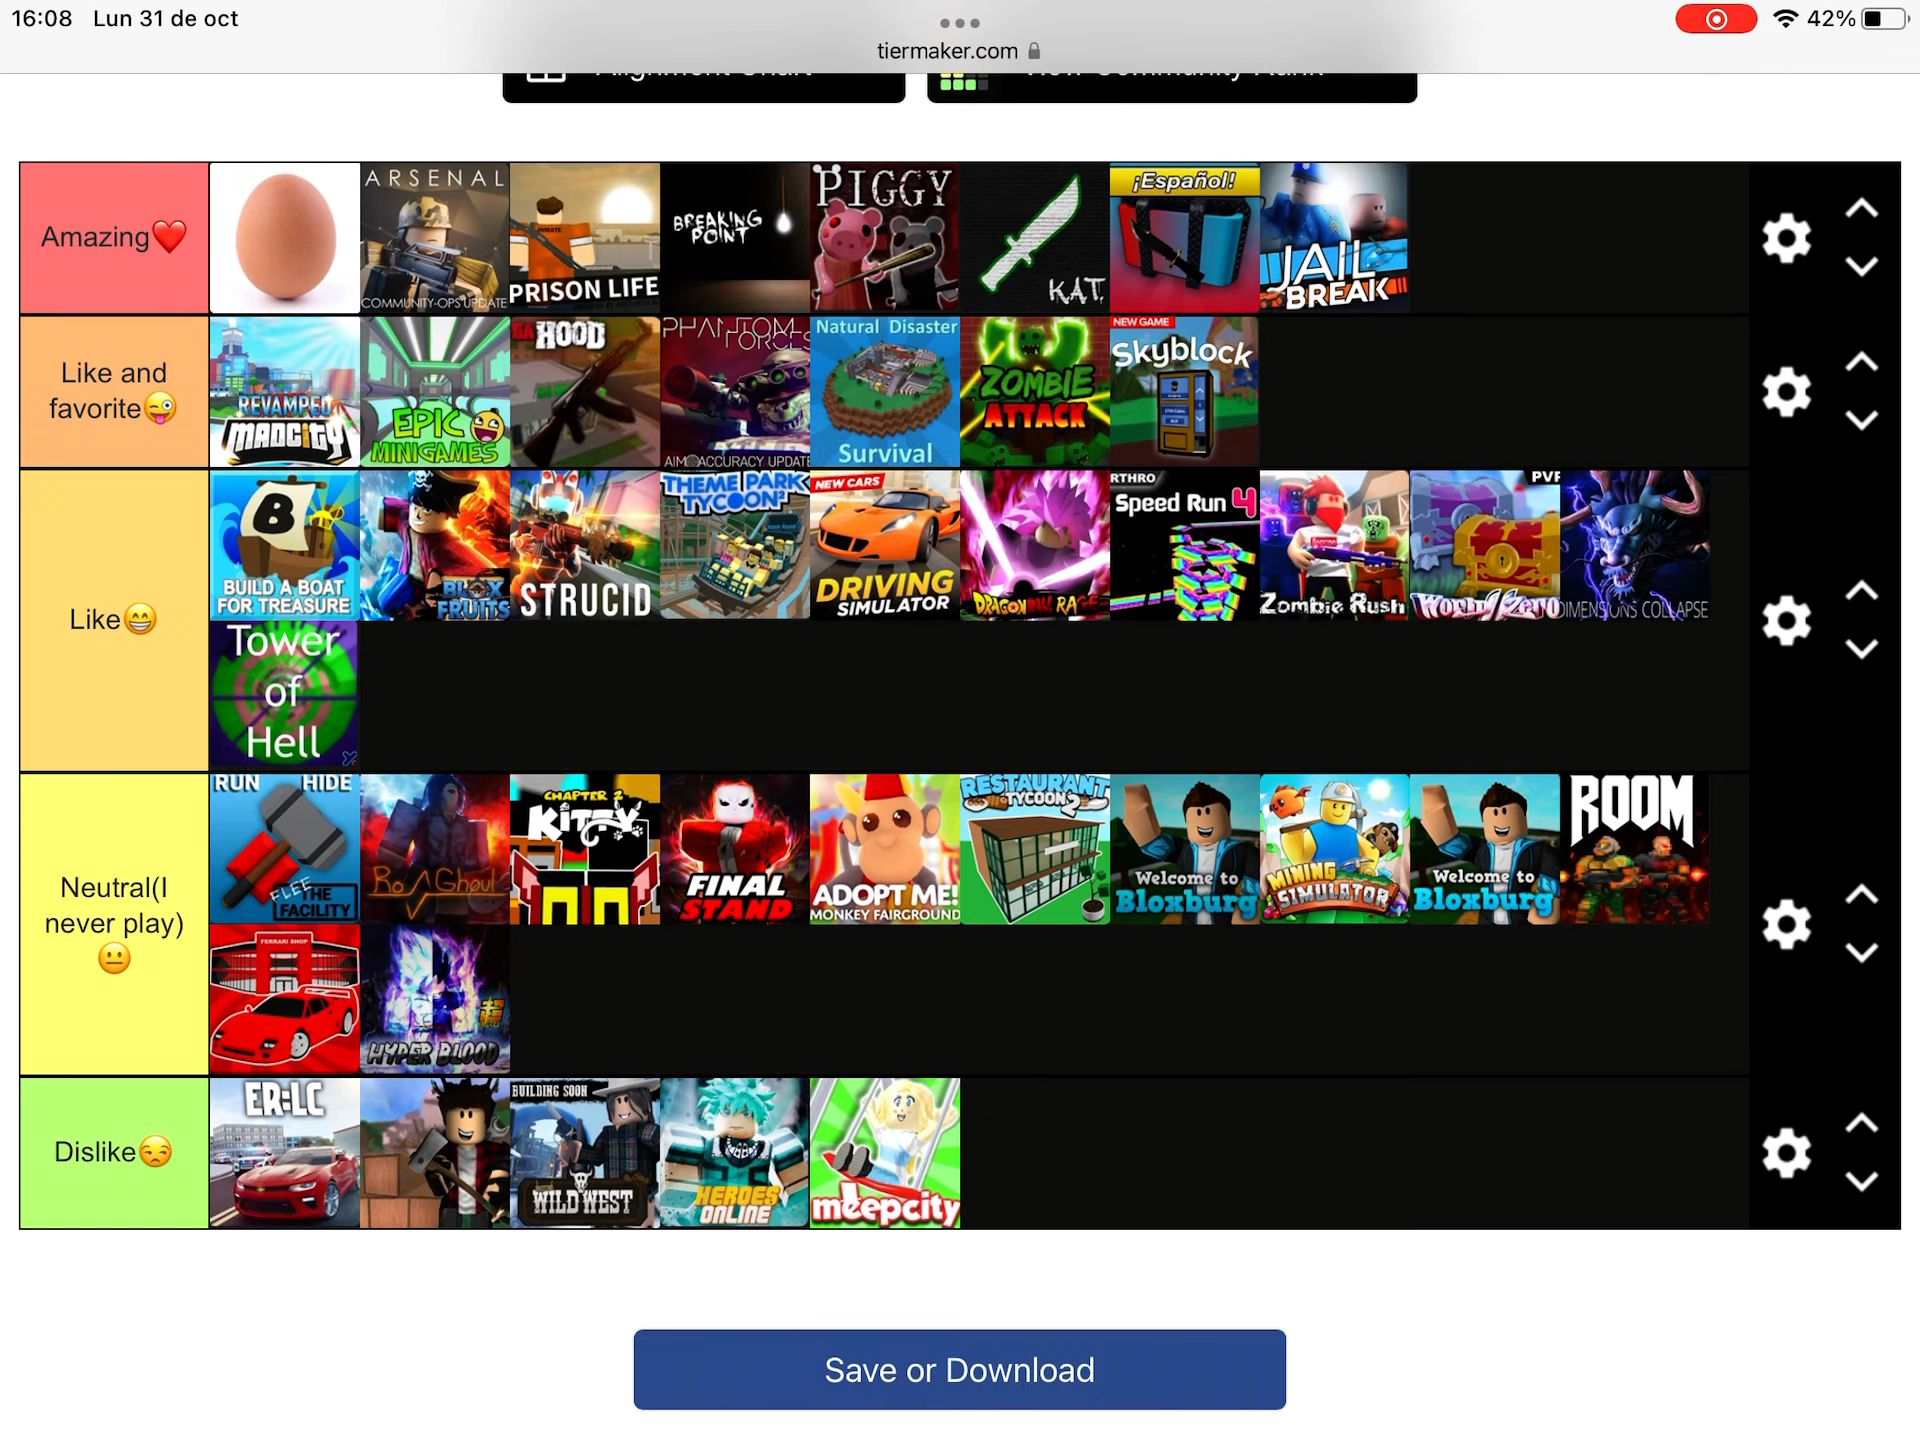 16:08 Lun 31 de oct
42%
tiermaker.com
Amazing❤️
ARSENAL
COMMUNITY-OPS UPDATE
INMATE
PRISON LIFE
BREAKING
POINT
PIGGY
KAT.
¡Español!
JAIL
BREAK
Like and
favorite😜
REVAMPED
MADCITY
EPIC
MINIGAMES
DA HOOD
PHANTOM
FORCES
AIM ACCURACY UPDATE
Natural Disaster
Survival
ZOMBIE
ATTACK
NEW GAME
Skyblock
Like😁
B
BUILD A BOAT
FOR TREASURE
BLOX
FRUITS
STRUCID
THEME PARK
TYCOON2
NEW CARS
DRIVING
SIMULATOR
DRAGON BALL RAGE
RTHRO
Speed Run 4
Zombie Rush
PVP
World Zero
DIMENSIONS COLLAPSE
Tower
of
Hell
Neutral(I
never play)
😐
RUN HIDE
FLEE THE
FACILITY
Ro Ghoul
CHAPTER 2
KITTY
FINAL
STAND
ADOPT ME!
MONKEY FAIRGROUND
RESTAURANT
TYCOON 2
Welcome to
Bloxburg
MINING
SIMULATOR
Welcome to
Bloxburg
ROOM
FERRARI SHOP
HYPER BLOOD
Dislike😒
ER:LC
BUILDING SOON
WILD WEST
HEROES
ONLINE
meepcity
Save or Download